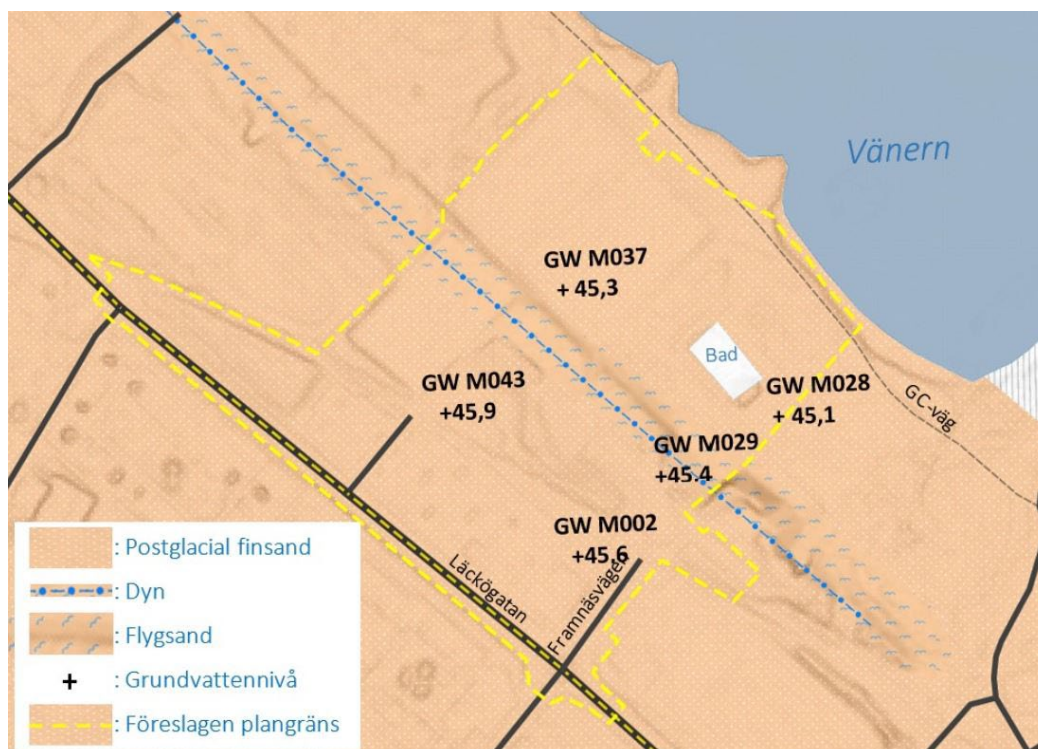 Vänern
GW M037
+ 45,3
Bad
GW M028
+ 45,1
GC-väg
GW M043
+45,9
GW M029
+45.4
GW M002
+45.6
Läckögatan
Framnäsvägen
: Postglacial finsand
: Dyn
: Flygsand
+ : Grundvattennivå
: Föreslagen plangräns